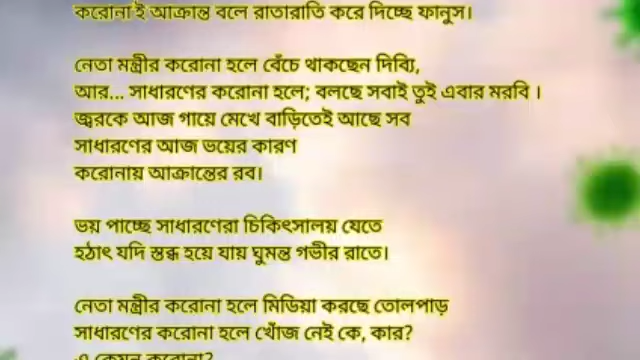 করোনা'ই আক্রান্ত বলে রাতারাতি করে দিচ্ছে ফানুস।
নেতা মন্ত্রীর করোনা হলে বেঁচে থাকছেন দিব্যি,
আর... সাধারণের করোনা হলে; বলছে সবাই তুই এবার মরবি ।
জ্বরকে আজ গায়ে মেখে বাড়িতেই আছে সব
সাধারণের আজ ভয়ের কারণ
করোনায় আক্রান্তের রব।
ভয় পাচ্ছে সাধারণেরা চিকিৎসালয় যেতে
হঠাৎ যদি স্তব্ধ হয়ে যায় ঘুমন্ত গভীর রাতে।
নেতা মন্ত্রীর করোনা হলে মিডিয়া করছে তোলপাড়
সাধারণের করোনা হলে খোঁজ নেই কে, কার?
এ কেমন করোনা?